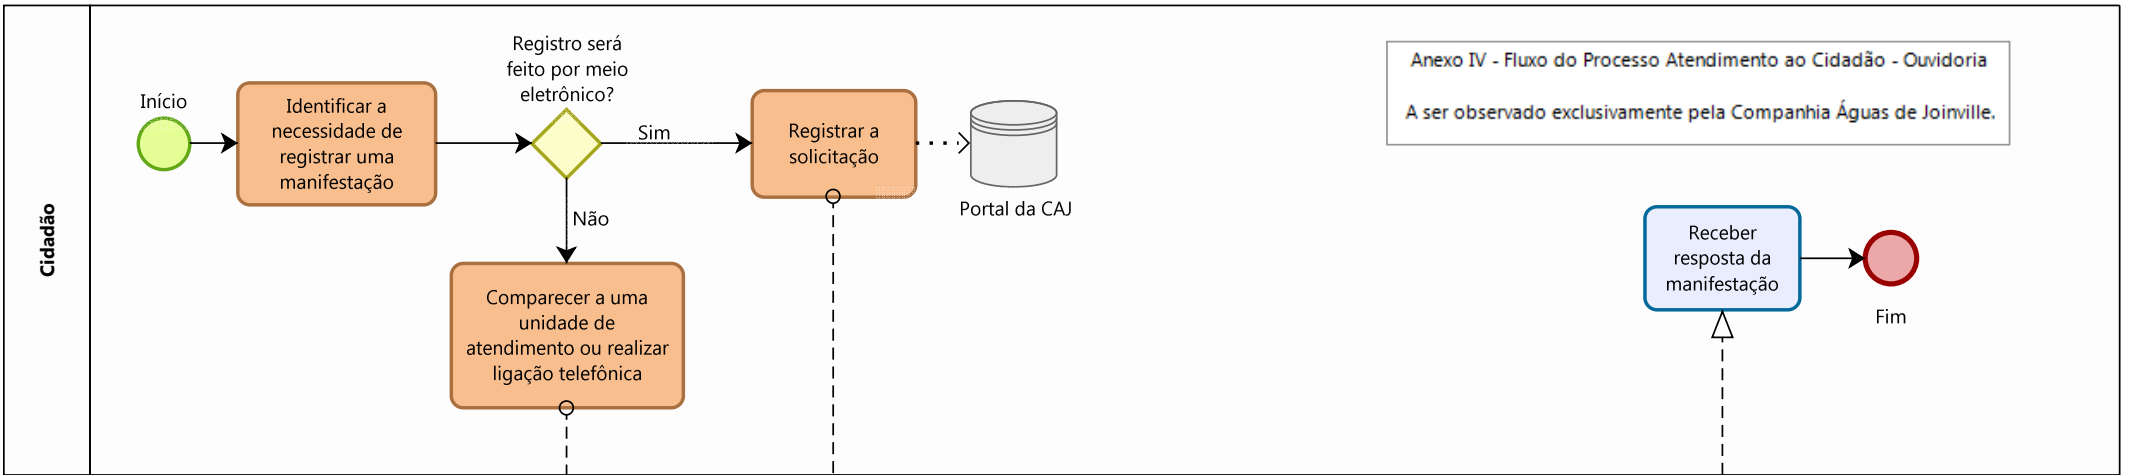 Cidadão
Início
Identificar a
necessidade de
registrar uma
manifestação
Registro será
feito por meio
eletrônico?
Sim
Não
Registrar a
solicitação
Portal da CAJ
Comparecer a uma
unidade de
atendimento ou realizar
ligação telefônica
Anexo IV - Fluxo do Processo Atendimento ao Cidadão - Ouvidoria
A ser observado exclusivamente pela Companhia Águas de Joinville.
Receber
resposta da
manifestação
Fim